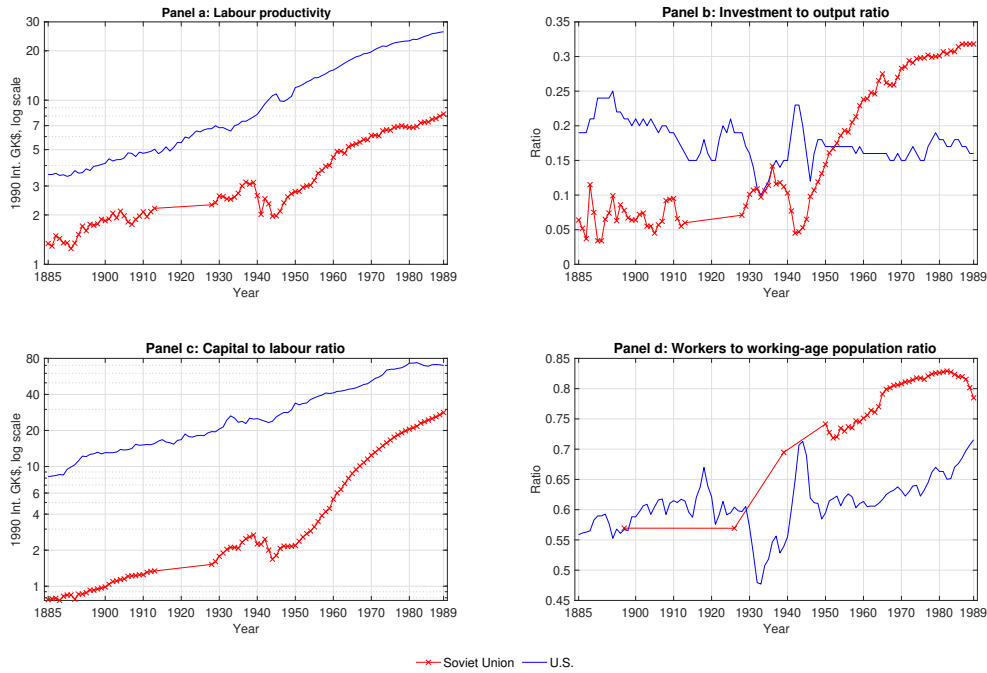 Panel a: Labour productivity
1990 Int. GK$, log scale
30
20
10
7
5
3
2
1
1885 1900 1910 1920 1930 1940 1950 1960 1970 1980 1989
Year
Panel b: Investment to output ratio
Ratio
0.35
0.3
0.25
0.2
0.15
0.1
0.05
0
1885 1900 1910 1920 1930 1940 1950 1960 1970 1980 1989
Year
Panel c: Capital to labour ratio
1990 Int. GK$, log scale
80
40
20
10
6
4
2
1
1885 1900 1910 1920 1930 1940 1950 1960 1970 1980 1989
Year
Panel d: Workers to working-age population ratio
Ratio
0.85
0.8
0.75
0.7
0.65
0.6
0.55
0.5
0.45
1885 1900 1910 1920 1930 1940 1950 1960 1970 1980 1989
Year
Soviet Union U.S.